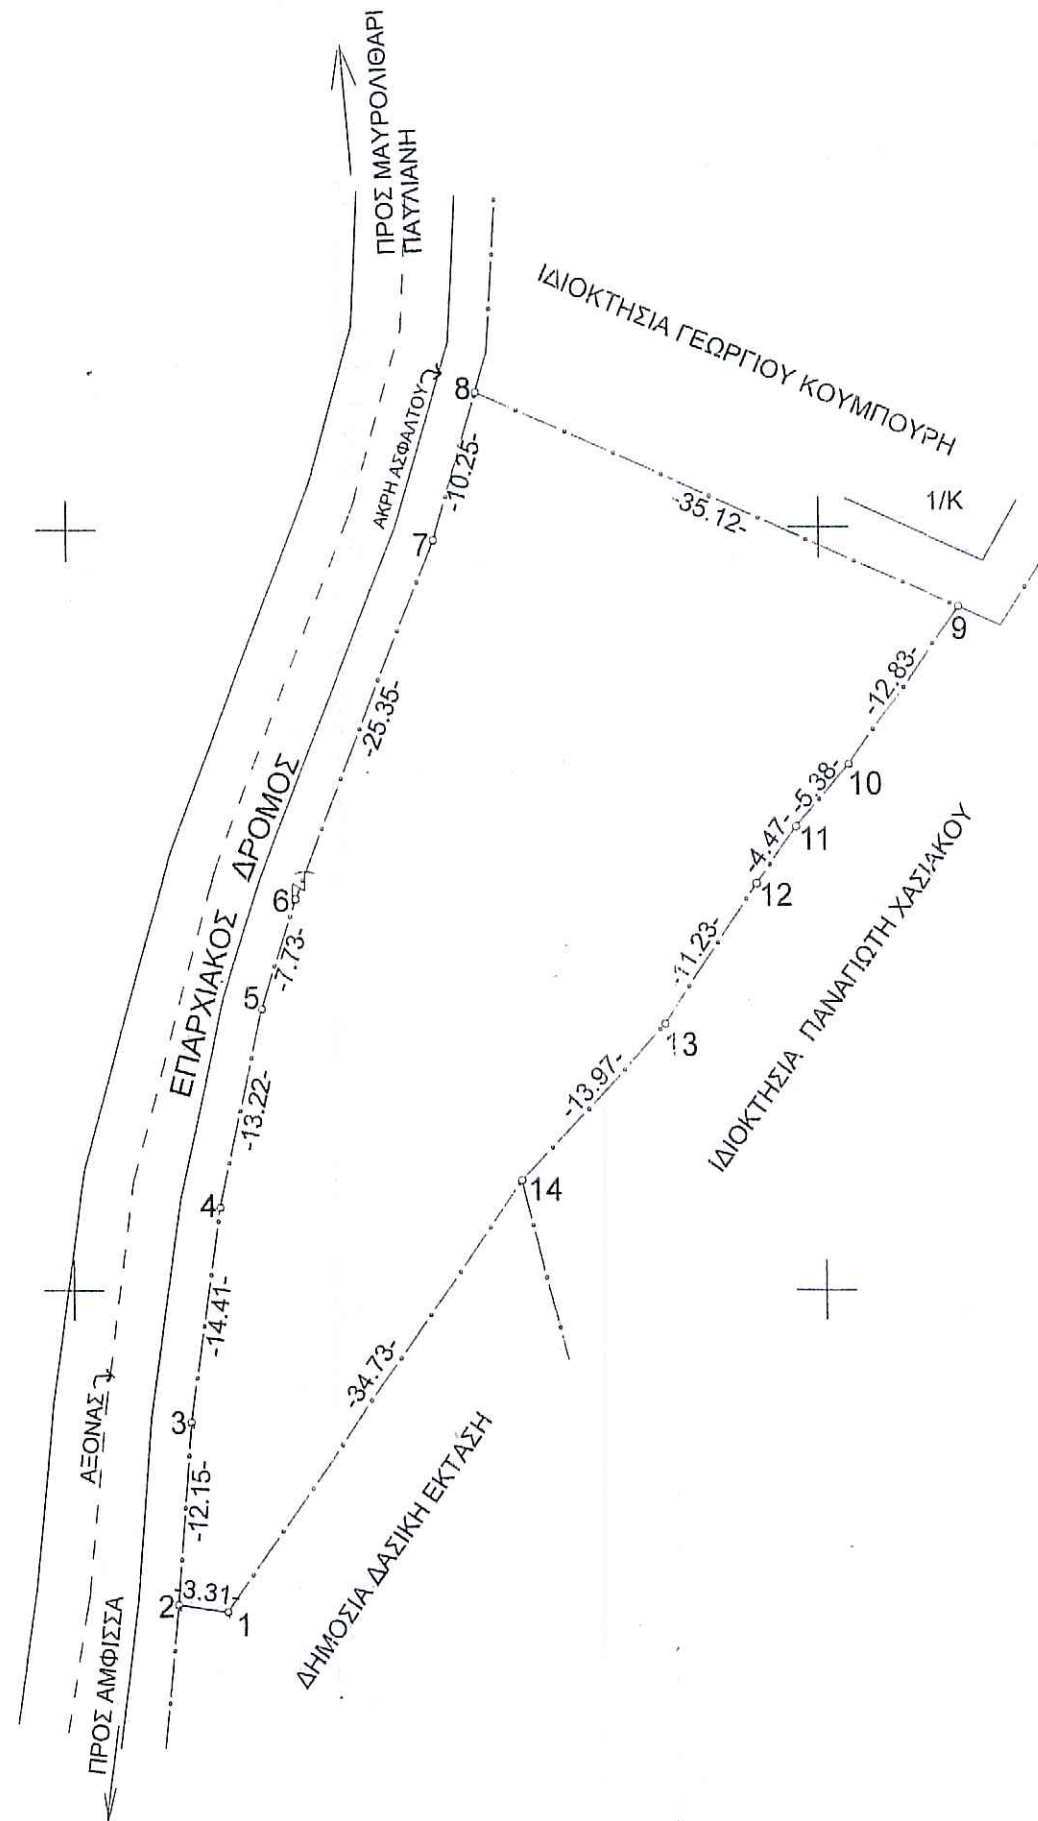 ΠΡΟΣ ΜΑΥΡΟΛΙΘΑΡΙ
ΠΑΥΛΙΑΝΗ
ΙΔΙΟΚΤΗΣΙΑ ΓΕΩΡΓΙΟΥ ΚΟΥΜΠΟΥΡΗ
ΑΚΡΗ ΑΣΦΑΛΤΟΥ
8
-10.25-
-35.12-
1/Κ
7
9
-25.35-
-12.83-
ΕΠΑΡΧΙΑΚΟΣ ΔΡΟΜΟΣ
10
-5.38-
11
-4.47-
12
6
-7.73-
-11.23-
5
13
ΙΔΙΟΚΤΗΣΙΑ ΠΑΝΑΓΙΩΤΗ ΧΑΣΙΑΚΟΥ
-13.22-
-13.97-
4
14
-14.41-
-34.73-
ΑΞΟΝΑΣ
3
-12.15-
ΔΗΜΟΣΙΑ ΔΑΣΙΚΗ ΕΚΤΑΣΗ
2
-3.31-
1
ΠΡΟΣ ΑΜΦΙΣΣΑ